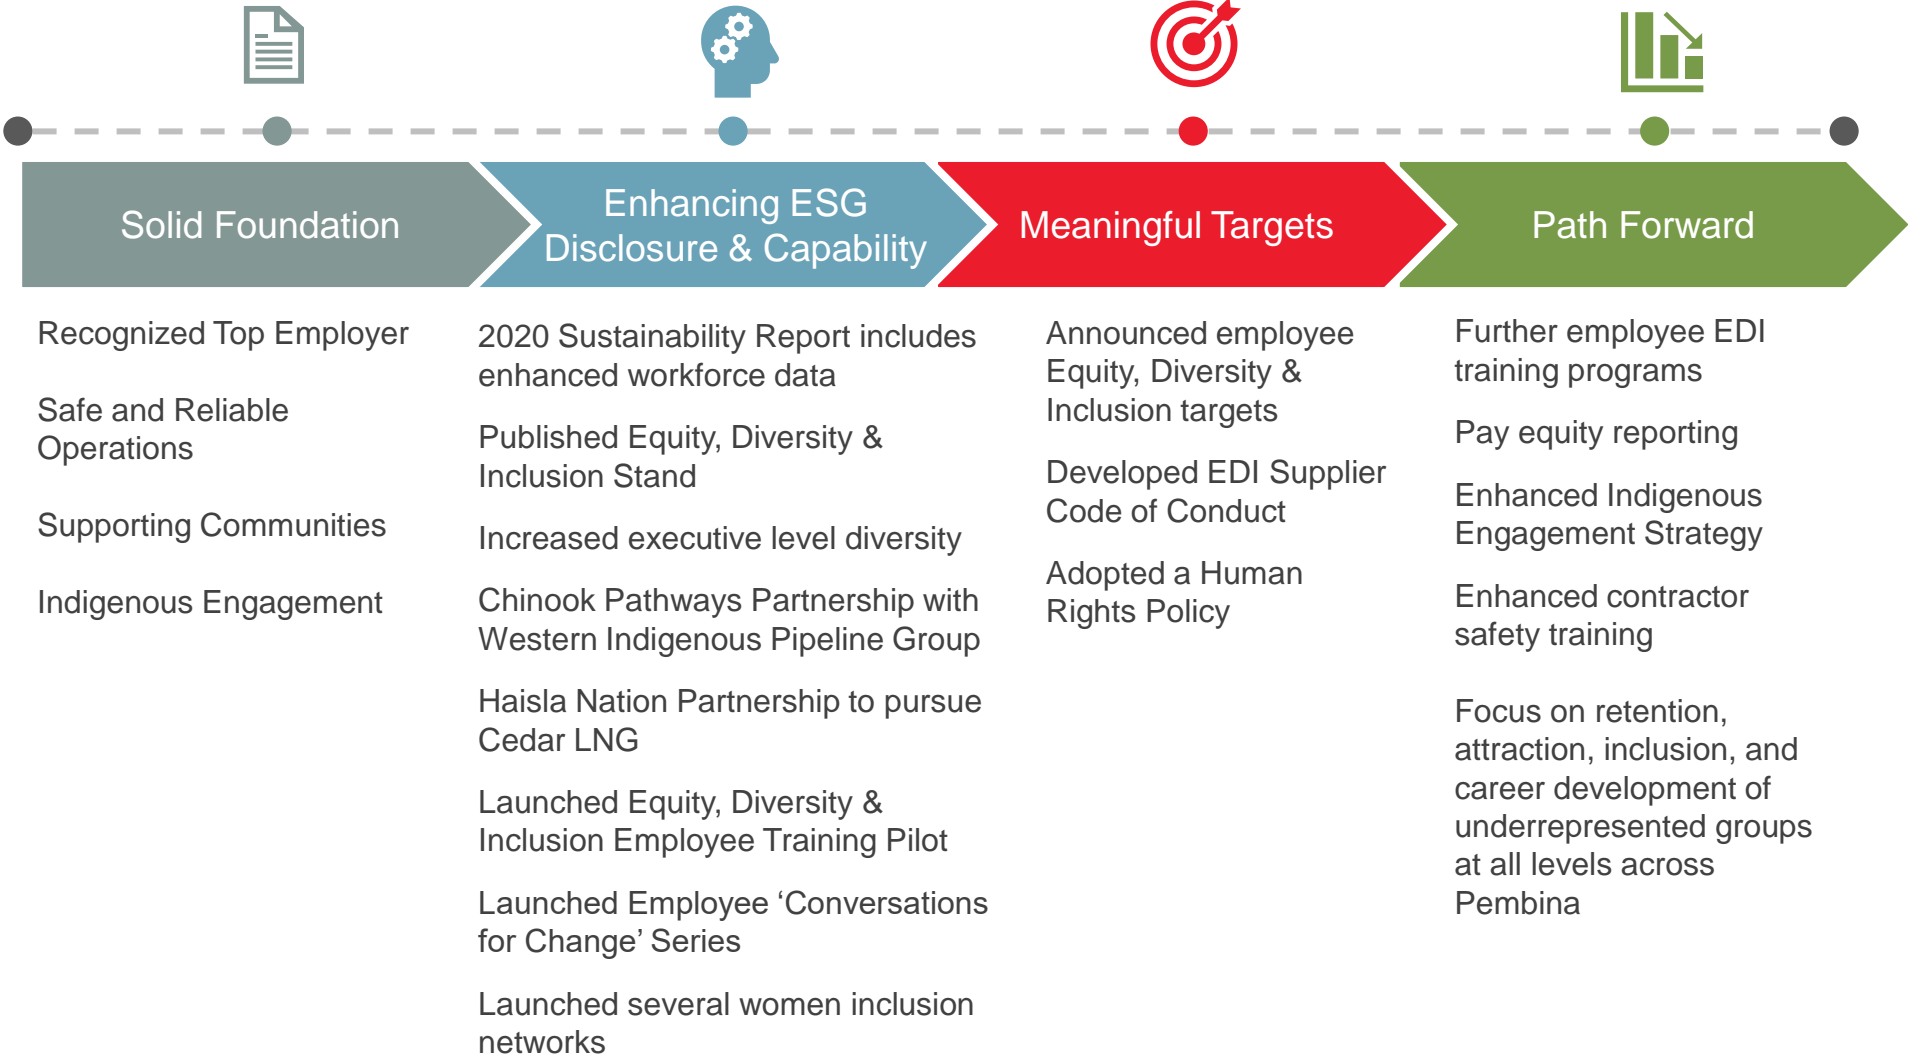 Solid Foundation
Enhancing ESG
Disclosure & Capability
Meaningful Targets
Path Forward
Recognized Top Employer
Safe and Reliable
Operations
Supporting Communities
Indigenous Engagement
2020 Sustainability Report includes
enhanced workforce data
Published Equity, Diversity &
Inclusion Stand
Increased executive level diversity
Chinook Pathways Partnership with
Western Indigenous Pipeline Group
Haisla Nation Partnership to pursue
Cedar LNG
Launched Equity, Diversity &
Inclusion Employee Training Pilot
Launched Employee ‘Conversations
for Change’ Series
Launched several women inclusion
networks
Announced employee
Equity, Diversity &
Inclusion targets
Developed EDI Supplier
Code of Conduct
Adopted a Human
Rights Policy
Further employee EDI
training programs
Pay equity reporting
Enhanced Indigenous
Engagement Strategy
Enhanced contractor
safety training
Focus on retention,
attraction, inclusion, and
career development of
underrepresented groups
at all levels across
Pembina